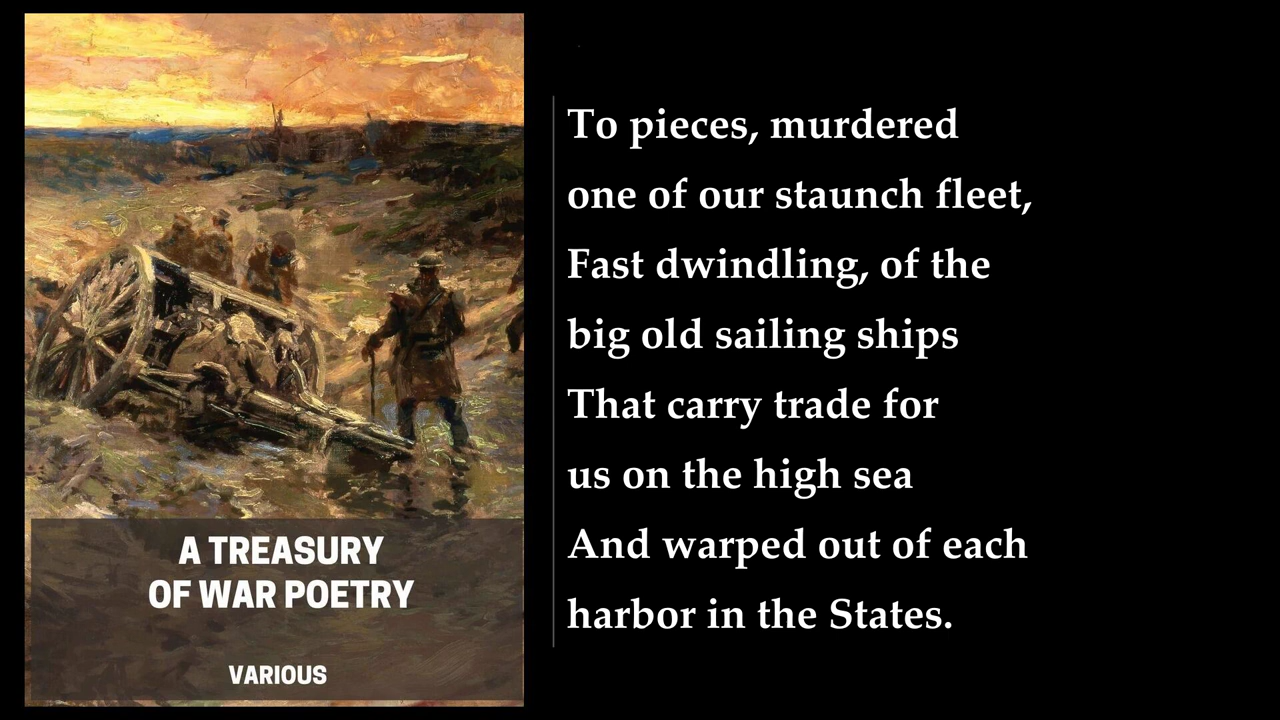 A TREASURY
OF WAR POETRY
VARIOUS
To pieces, murdered
one of our staunch fleet,
Fast dwindling, of the
big old sailing ships
That carry trade for
us on the high sea
And warped out of each
harbor in the States.